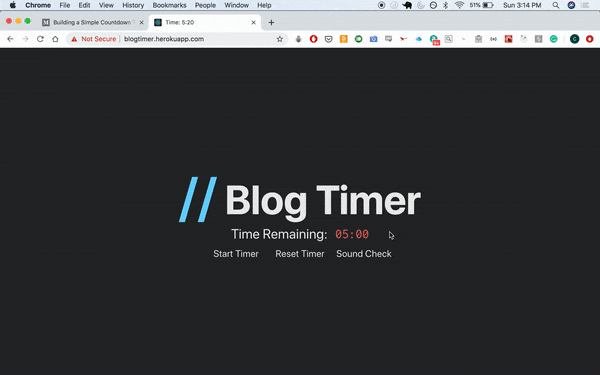 Chrome File Edit View History Bookmarks People Window Help 51% Sun 3:14 PM
Building a Simple Countdown T Time: 5:20
Not Secure blogtimer.herokuapp.com
// Blog Timer
Time Remaining: 05:00
Start Timer Reset Timer Sound Check